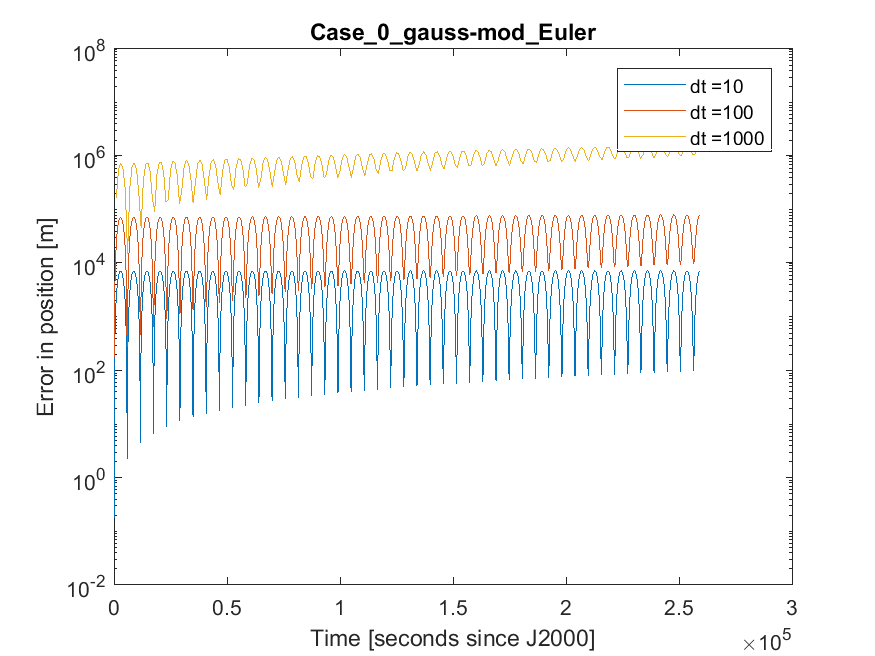 Case_0_gauss-mod_Euler
10^8
10^6
10^4
10^2
10^0
10^-2
Error in position [m]
dt =10
dt =100
dt =1000
0 0.5 1 1.5 2 2.5 3
Time [seconds since J2000]
×10^5